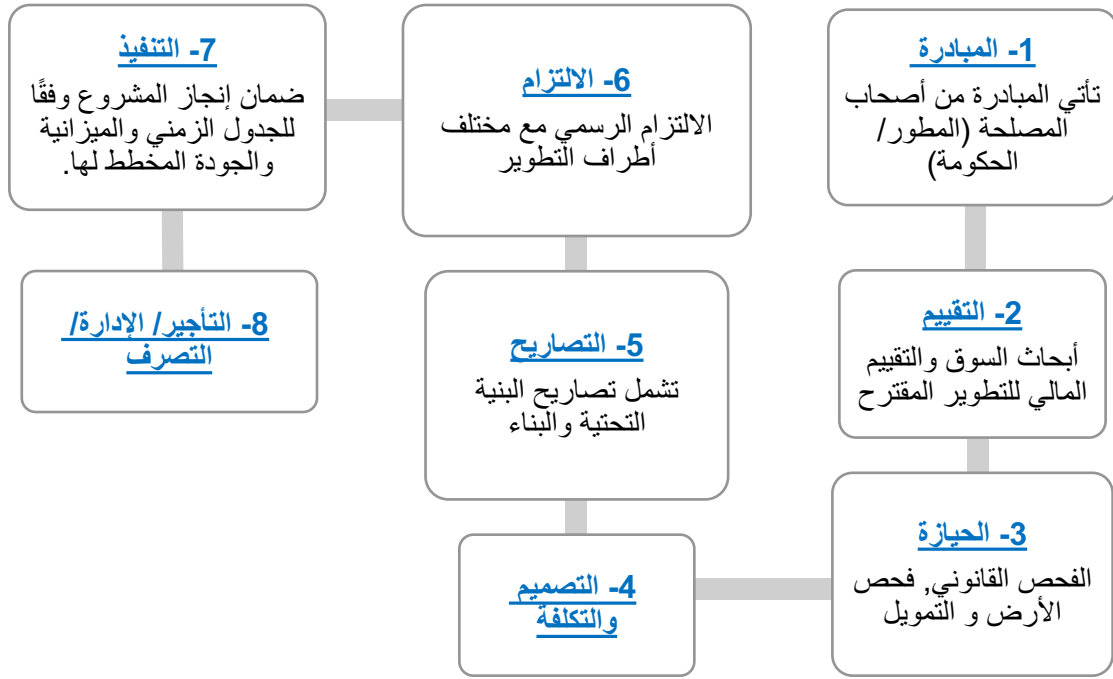 1- المبادرة
تأتي المبادرة من أصحاب
المصلحة (المطور/
الحكومة)
2- التقييم
أبحاث السوق والتقييم
المالي للتطوير المقترح
3- الحيازة
الفحص القانوني, فحص
الأرض و التمويل
4- التصميم
والتكلفة
5- التصاريح
تشمل تصاريح البنية
التحتية والبناء
6- الالتزام
الالتزام الرسمي مع مختلف
أطراف التطوير
7- التنفيذ
ضمان إنجاز المشروع وفقًا
للجدول الزمني والميزانية
والجودة المخطط لها.
8- التأجير/ الإدارة/
التصرف